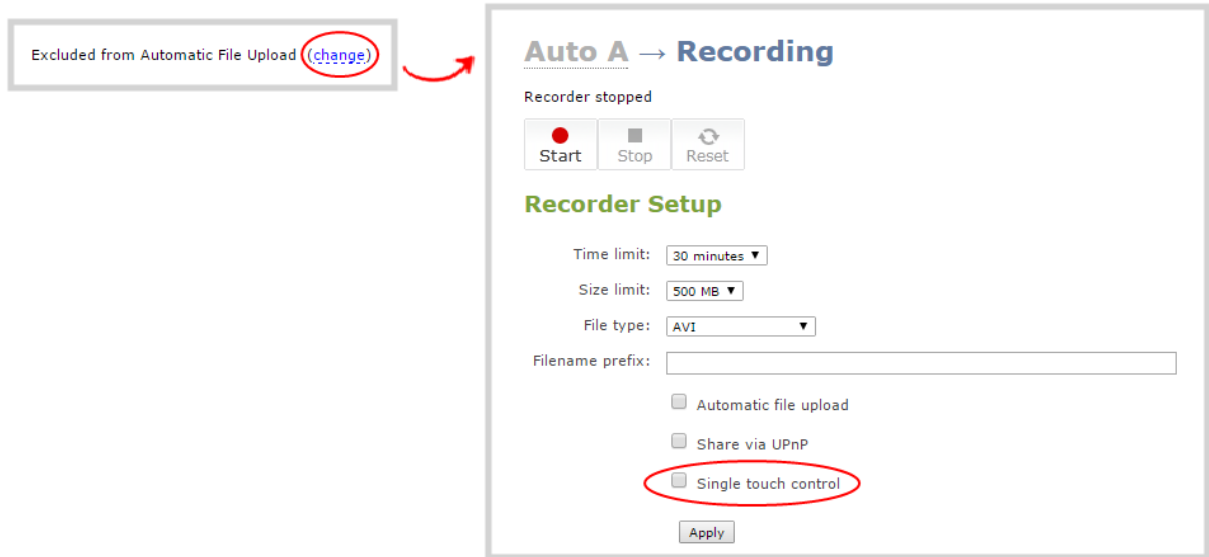 Excluded from Automatic File Upload (change)
Auto A → Recording
Recorder stopped
Start Stop Reset
Recorder Setup
Time limit: 30 minutes
Size limit: 500 MB
File type: AVI
Filename prefix:
Automatic file upload
Share via UPnP
Single touch control
Apply